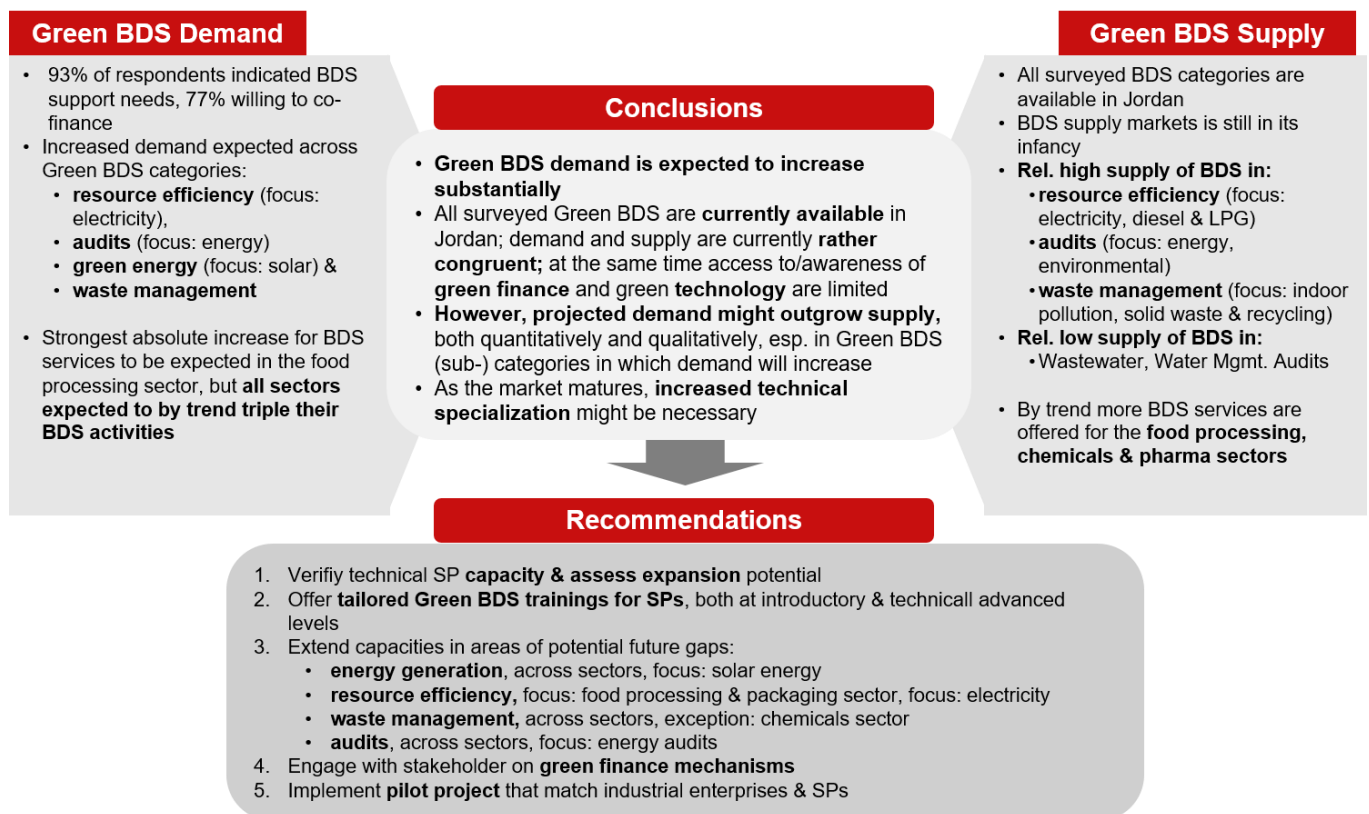 Green BDS Demand
• 93% of respondents indicated BDS
support needs, 77% willing to co-
finance
• Increased demand expected across
Green BDS categories:
• resource efficiency (focus:
electricity),
• audits (focus: energy)
• green energy (focus: solar) &
• waste management
• Strongest absolute increase for BDS
services to be expected in the food
processing sector, but all sectors
expected to by trend triple their
BDS activities
Conclusions
• Green BDS demand is expected to increase
substantially
• All surveyed Green BDS are currently available in
Jordan; demand and supply are currently rather
congruent; at the same time access to/awareness of
green finance and green technology are limited
• However, projected demand might outgrow supply,
both quantitatively and qualitatively, esp. in Green BDS
(sub-) categories in which demand will increase
• As the market matures, increased technical
specialization might be necessary
Green BDS Supply
• All surveyed BDS categories are
available in Jordan
• BDS supply markets is still in its
infancy
• Rel. high supply of BDS in:
• resource efficiency (focus:
electricity, diesel & LPG)
• audits (focus: energy,
environmental)
• waste management (focus: indoor
pollution, solid waste & recycling)
• Rel. low supply of BDS in:
• Wastewater, Water Mgmt. Audits
• By trend more BDS services are
offered for the food processing,
chemicals & pharma sectors
Recommendations
1. Verifiy technical SP capacity & assess expansion potential
2. Offer tailored Green BDS trainings for SPs, both at introductory & technicall advanced
levels
3. Extend capacities in areas of potential future gaps:
• energy generation, across sectors, focus: solar energy
• resource efficiency, focus: food processing & packaging sector, focus: electricity
• waste management, across sectors, exception: chemicals sector
• audits, across sectors, focus: energy audits
4. Engage with stakeholder on green finance mechanisms
5. Implement pilot project that match industrial enterprises & SPs